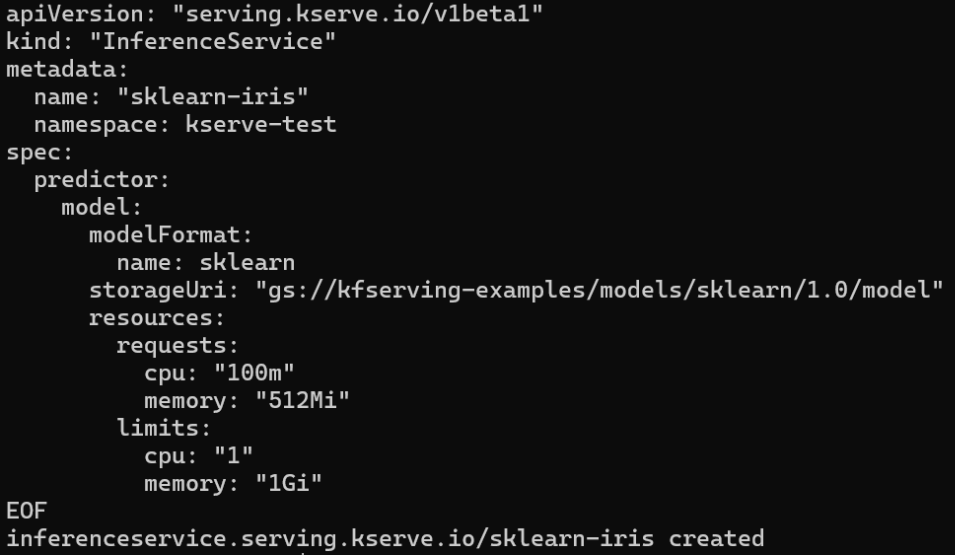 apiVersion: "serving.kserve.io/v1beta1"
kind: "InferenceService"
metadata:
  name: "sklearn-iris"
  namespace: kserve-test
spec:
  predictor:
    model:
      modelFormat:
        name: sklearn
      storageUri: "gs://kfserving-examples/models/sklearn/1.0/model"
      resources:
        requests:
          cpu: "100m"
          memory: "512Mi"
        limits:
          cpu: "1"
          memory: "1Gi"
EOF
inferenceservice.serving.kserve.io/sklearn-iris created